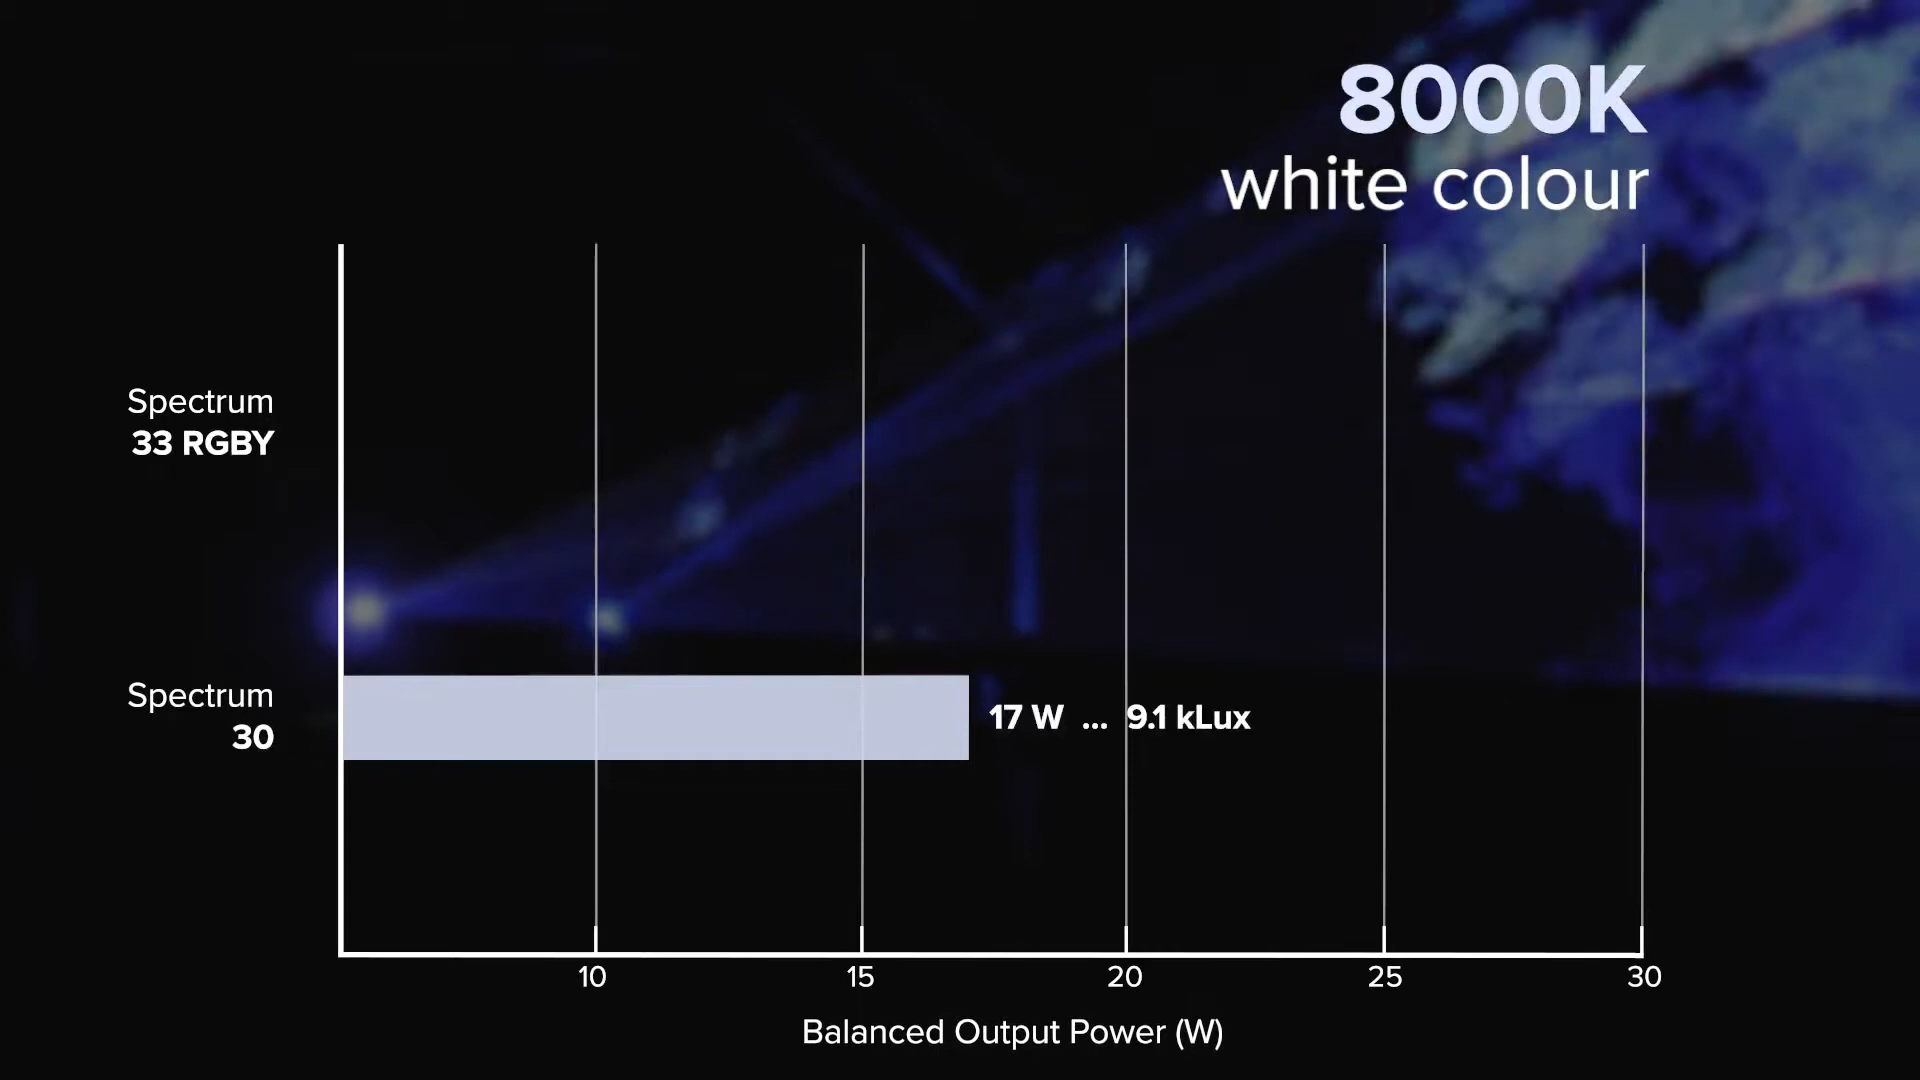 8000K
white colour
Spectrum
33 RGBY
Spectrum
30
17 W ... 9.1 kLux
10 15 20 25 30
Balanced Output Power (W)